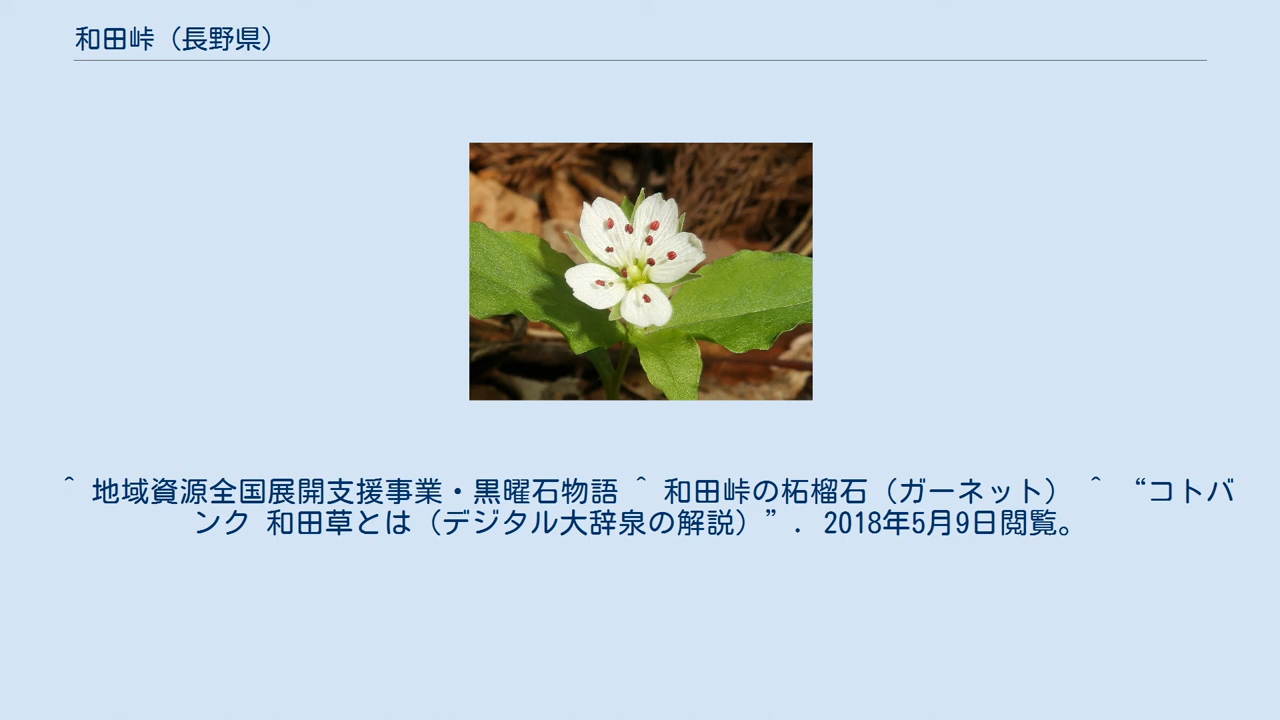 和田峠（長野県）
^ 地域資源全国展開支援事業・黒曜石物語 ^ 和田峠の柘榴石（ガーネット） ^ “コトバ
ンク 和田草とは（デジタル大辞泉の解説）”. 2018年5月9日閲覧。